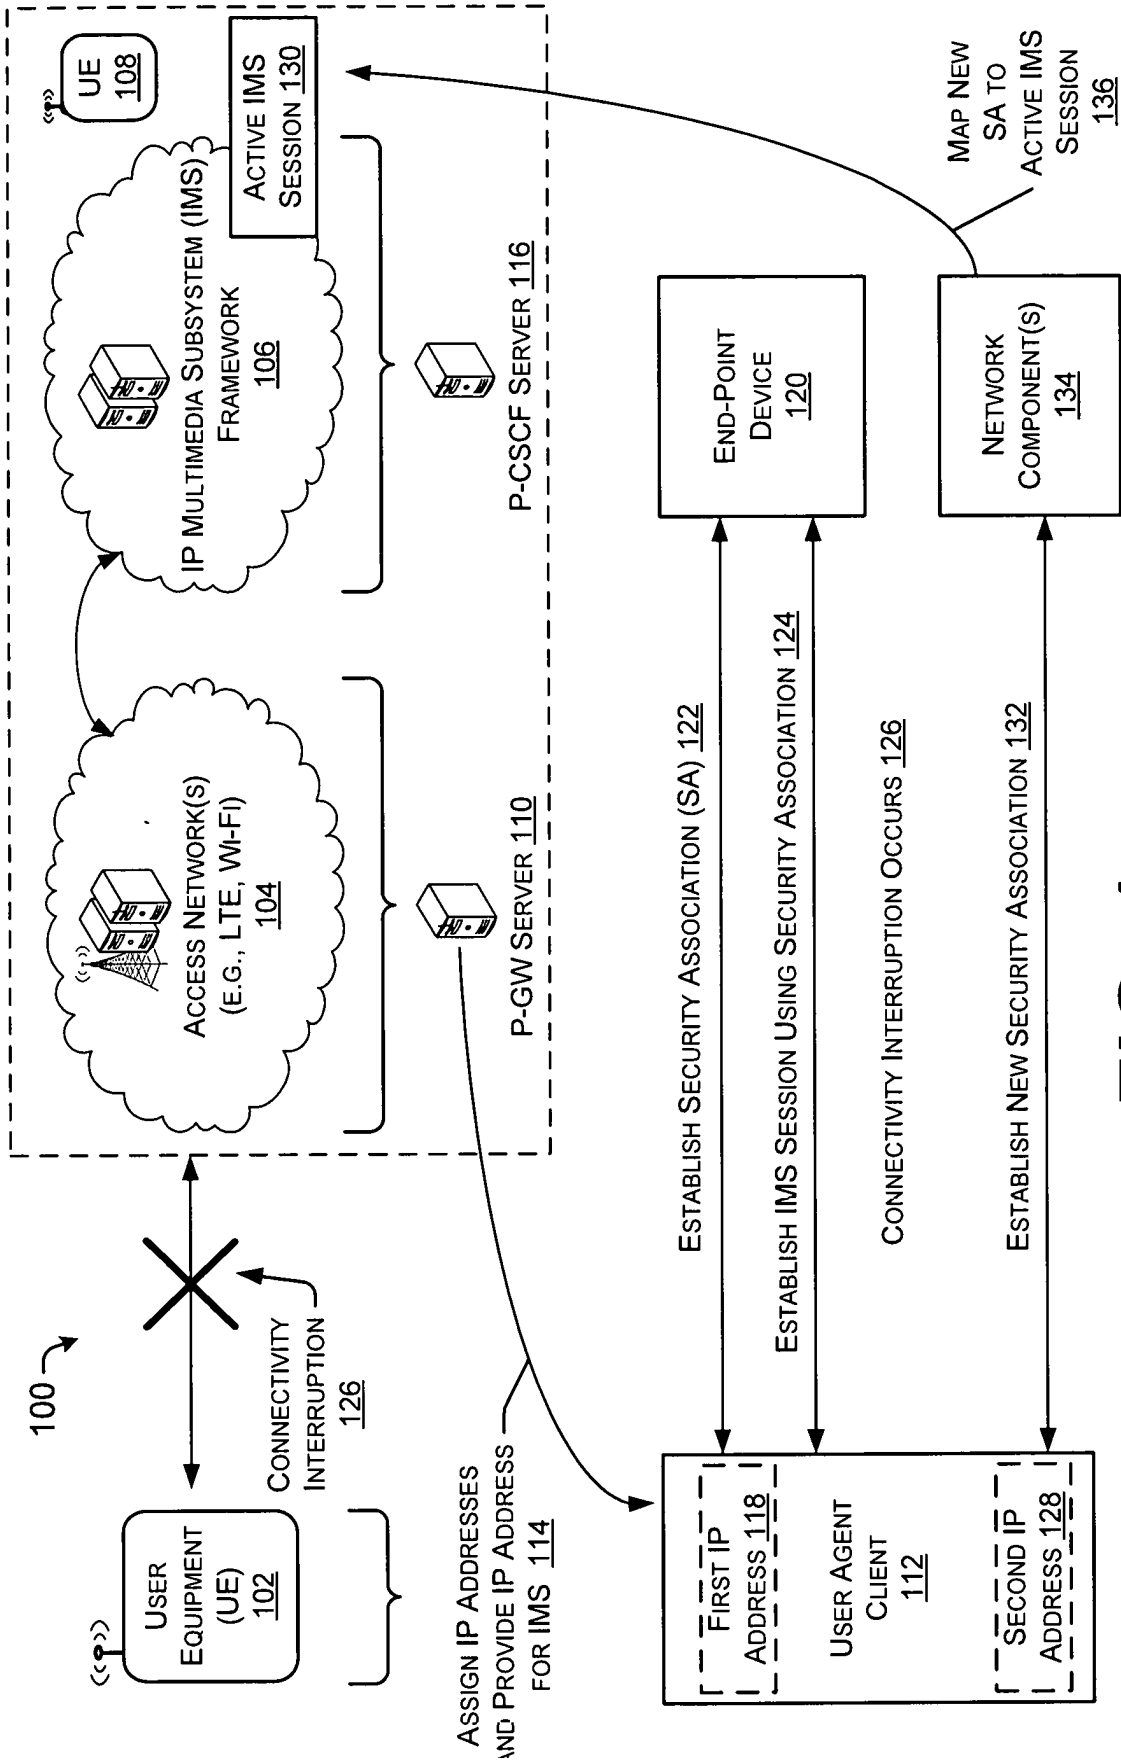 100
USER
EQUIPMENT
(UE)
102
CONNECTIVITY
INTERRUPTION
126
ACCESS NETWORK(S)
(E.G., LTE, WI-FI)
104
IP MULTIMEDIA SUBSYSTEM (IMS)
FRAMEWORK
106
UE
108
ACTIVE IMS
SESSION 130
P-GW SERVER 110
P-CSCF SERVER 116
ASSIGN IP ADDRESSES
AND PROVIDE IP ADDRESS
FOR IMS 114
FIRST IP
ADDRESS 118
USER AGENT
CLIENT
112
SECOND IP
ADDRESS 128
ESTABLISH SECURITY ASSOCIATION (SA) 122
ESTABLISH IMS SESSION USING SECURITY ASSOCIATION 124
CONNECTIVITY INTERRUPTION OCCURS 126
ESTABLISH NEW SECURITY ASSOCIATION 132
END-POINT
DEVICE
120
NETWORK
COMPONENT(S)
134
MAP NEW
SA TO
ACTIVE IMS
SESSION
136